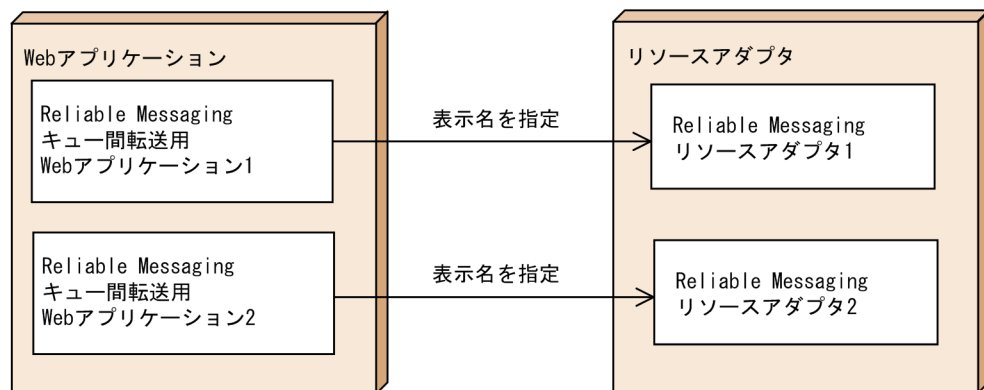 Webアプリケーション
Reliable Messaging
キュー間転送用
Webアプリケーション1
表示名を指定
リソースアダプタ
Reliable Messaging
リソースアダプタ1
Reliable Messaging
キュー間転送用
Webアプリケーション2
表示名を指定
Reliable Messaging
リソースアダプタ2